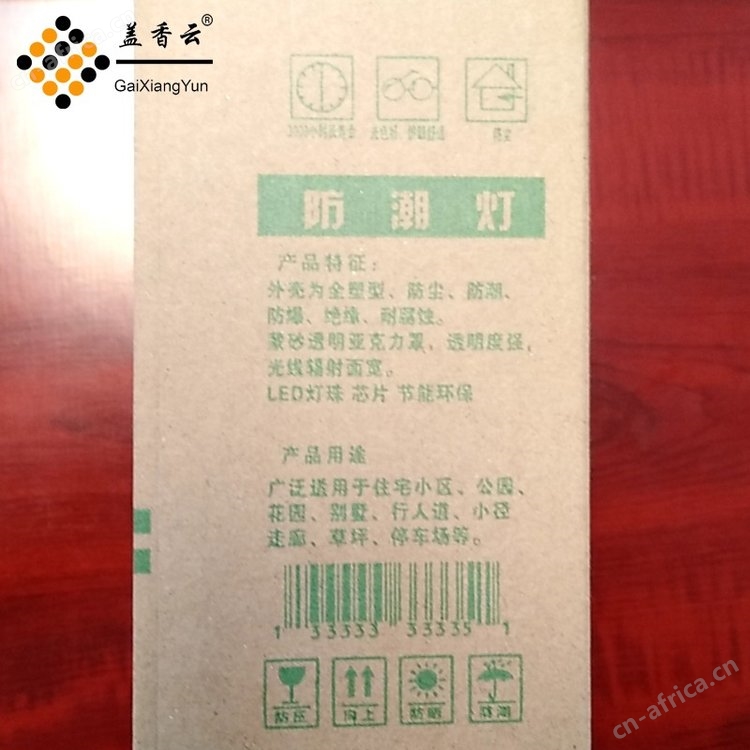 盖香云®
GaiXiangYun
防潮灯
产品特征:
外壳为全塑型、防尘、防潮、
防爆、绝缘、耐腐蚀。
蒙砂透明亚克力罩、透明度强,
光线辐射面宽。
LED灯珠 芯片 节能环保
产品用途
广泛适用于住宅小区、公园、
花园、别墅、行人道、小径
走廊、草坪、停车场等。
1 33333 33335 1
防压 向上 防晒 防潮
cn-africa.cn